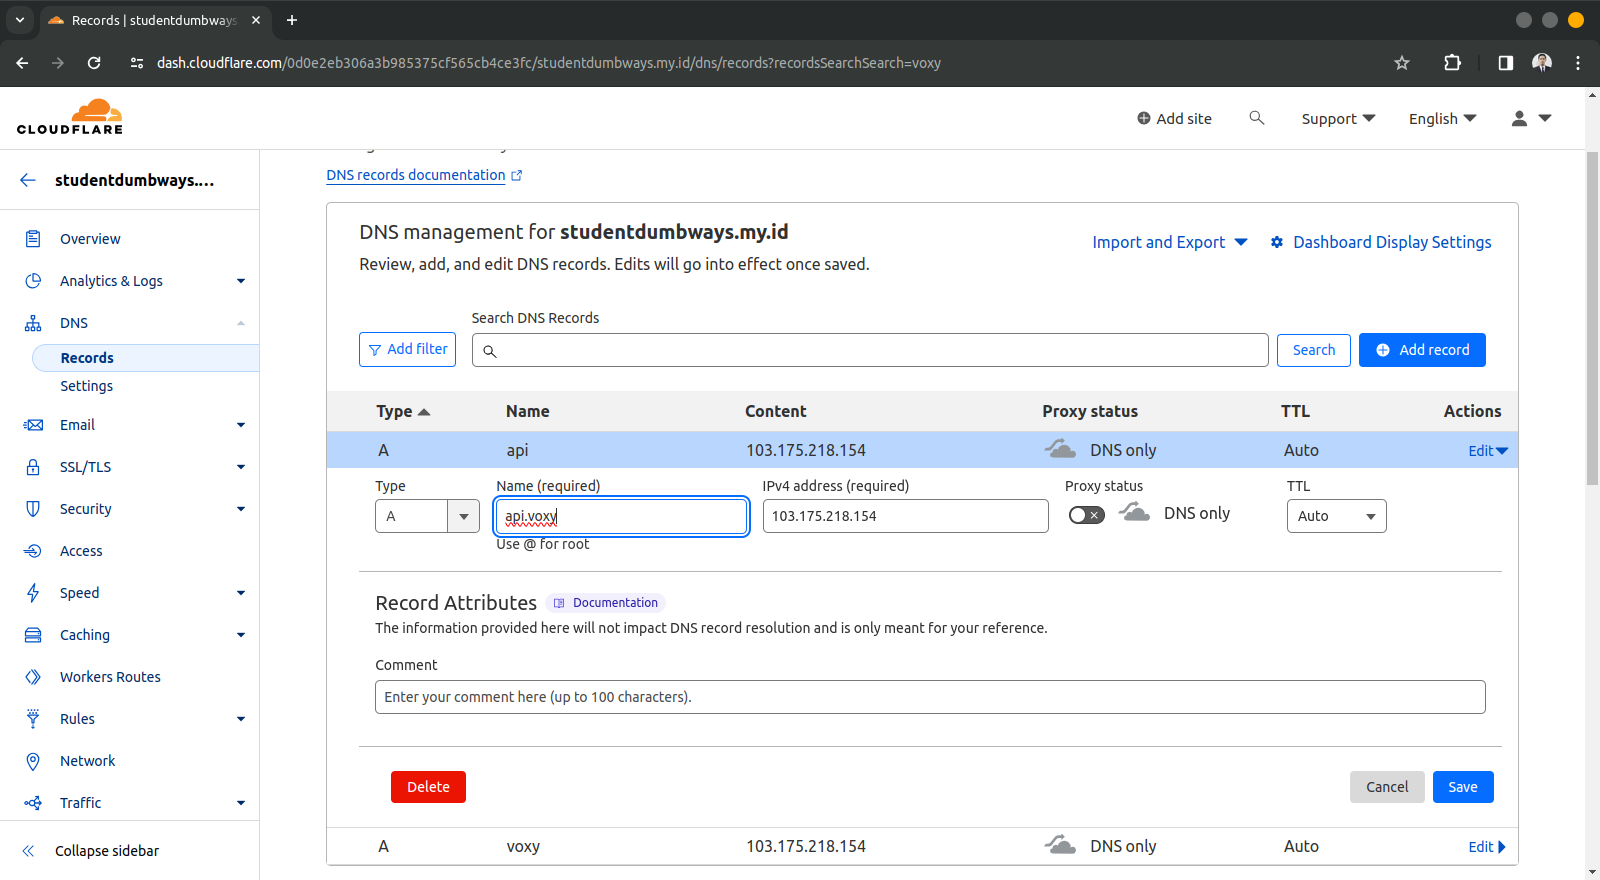 Records | studentdumbways
dash.cloudflare.com/0d0e2eb306a3b985375cf565cb4ce3fc/studentdumbways.my.id/dns/records?recordsSearchSearch=voxy
CLOUDFLARE
Add site
Support
English
studentdumbways....
Overview
Analytics & Logs
DNS
Records
Settings
Email
SSL/TLS
Security
Access
Speed
Caching
Workers Routes
Rules
Network
Traffic
Collapse sidebar
DNS records documentation
DNS management for studentdumbways.my.id
Review, add, and edit DNS records. Edits will go into effect once saved.
Import and Export
Dashboard Display Settings
Search DNS Records
Add filter
Search
Add record
Type Name Content Proxy status TTL Actions
A api 103.175.218.154 DNS only Auto Edit
Type Name (required) IPv4 address (required) Proxy status TTL
A api.voxy 103.175.218.154 DNS only Auto
Use @ for root
Record Attributes Documentation
The information provided here will not impact DNS record resolution and is only meant for your reference.
Comment
Enter your comment here (up to 100 characters).
Delete Cancel Save
A voxy 103.175.218.154 DNS only Auto Edit